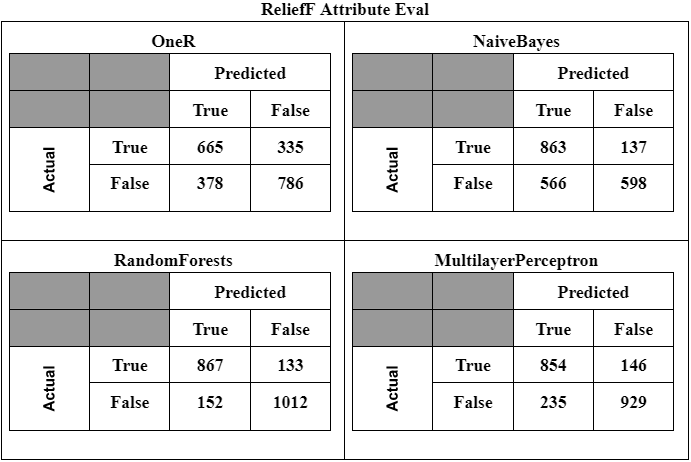 ReliefF Attribute Eval
OneR
Predicted
True False
Actual
True 665 335
False 378 786
NaiveBayes
Predicted
True False
Actual
True 863 137
False 566 598
RandomForests
Predicted
True False
Actual
True 867 133
False 152 1012
MultilayerPerceptron
Predicted
True False
Actual
True 854 146
False 235 929